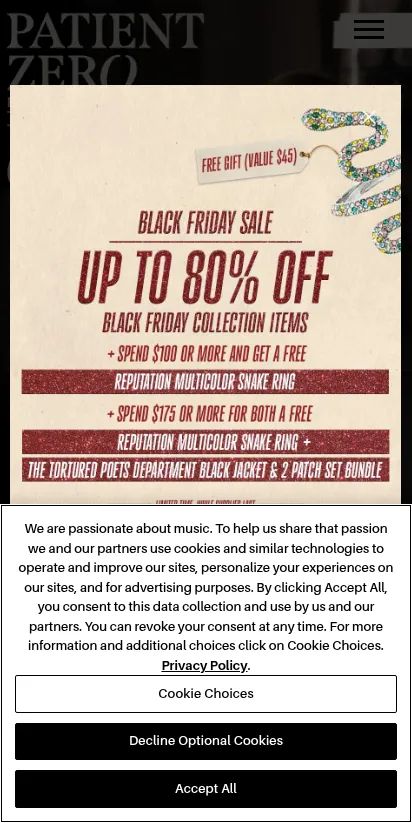 PATIENT
ZERO
FREE GIFT (VALUE $45)
BLACK FRIDAY SALE
UP TO 80% OFF
BLACK FRIDAY COLLECTION ITEMS
+ SPEND $100 OR MORE AND GET A FREE
REPUTATION MULTICOLOR SNAKE RING
+ SPEND $175 OR MORE FOR BOTH A FREE
REPUTATION MULTICOLOR SNAKE RING +
THE TORTURED POETS DEPARTMENT BLACK JACKET & 2 PATCH SET BUNDLE
LIMITED TIME, WHILE SUPPLIES LAST
We are passionate about music. To help us share that passion
we and our partners use cookies and similar technologies to
operate and improve our sites, personalize your experiences on
our sites, and for advertising purposes. By clicking Accept All,
you consent to this data collection and use by us and our
partners. You can revoke your consent at any time. For more
information and additional choices click on Cookie Choices.
Privacy Policy.
Cookie Choices
Decline Optional Cookies
Accept All